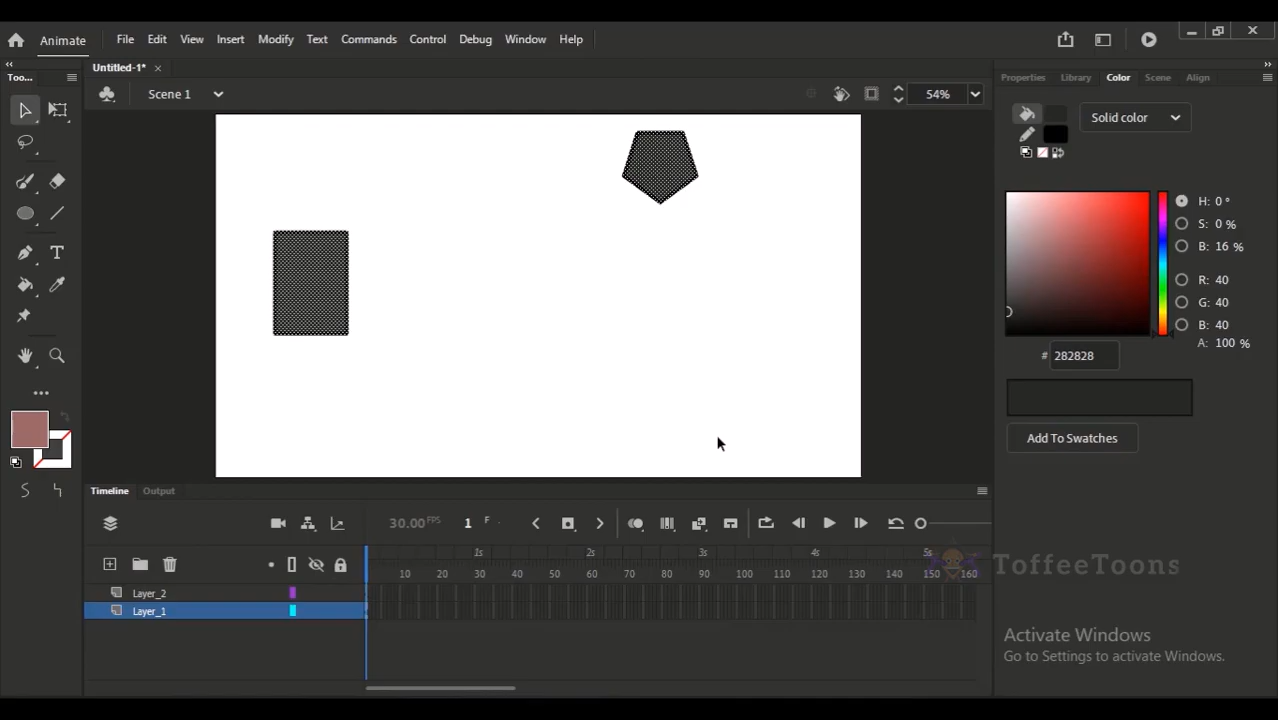 Animate File Edit View Insert Modify Text Commands Control Debug Window Help
Too... Untitled-1* Properties Library Color Scene Align
Scene 1 54% Solid color
H: 0 °
S: 0 %
B: 16 %
R: 40
G: 40
B: 40
A: 100 %
# 282828
Add To Swatches
Timeline Output
30.00 FPS 1 F
1s 2s 3s 4s 5s
10 20 30 40 50 60 70 80 90 100 110 120 130 140 150 160
Layer_2
Layer_1
ToffeeToons
Activate Windows
Go to Settings to activate Windows.